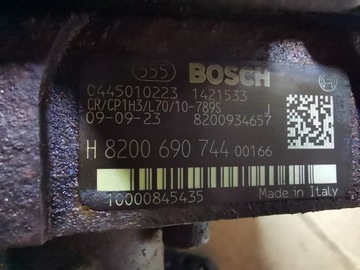 555 BOSCH
0445010223 1421533
CR/CP1H3/L70/10-789S J
09-09-23 8200934657
H 8200 690 744 00166
10000845435 Made in Italy